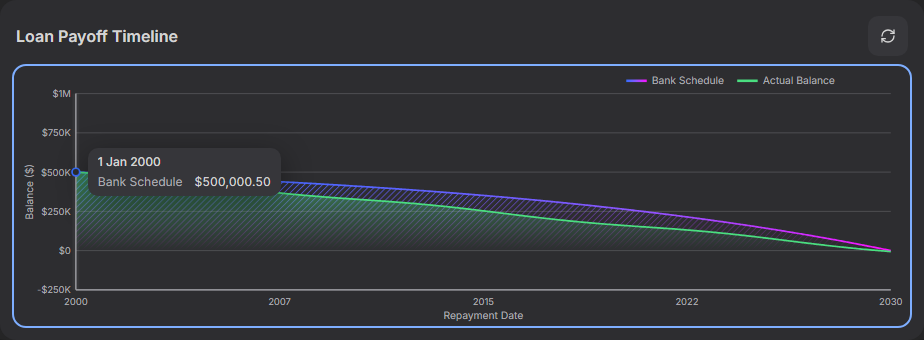 Loan Payoff Timeline
Bank Schedule Actual Balance
$1M
$750K
1 Jan 2000
$500K
Bank Schedule $500,000.50
Balance ($)
$250K
$0
-$250K
2000 2007 2015 2022 2030
Repayment Date